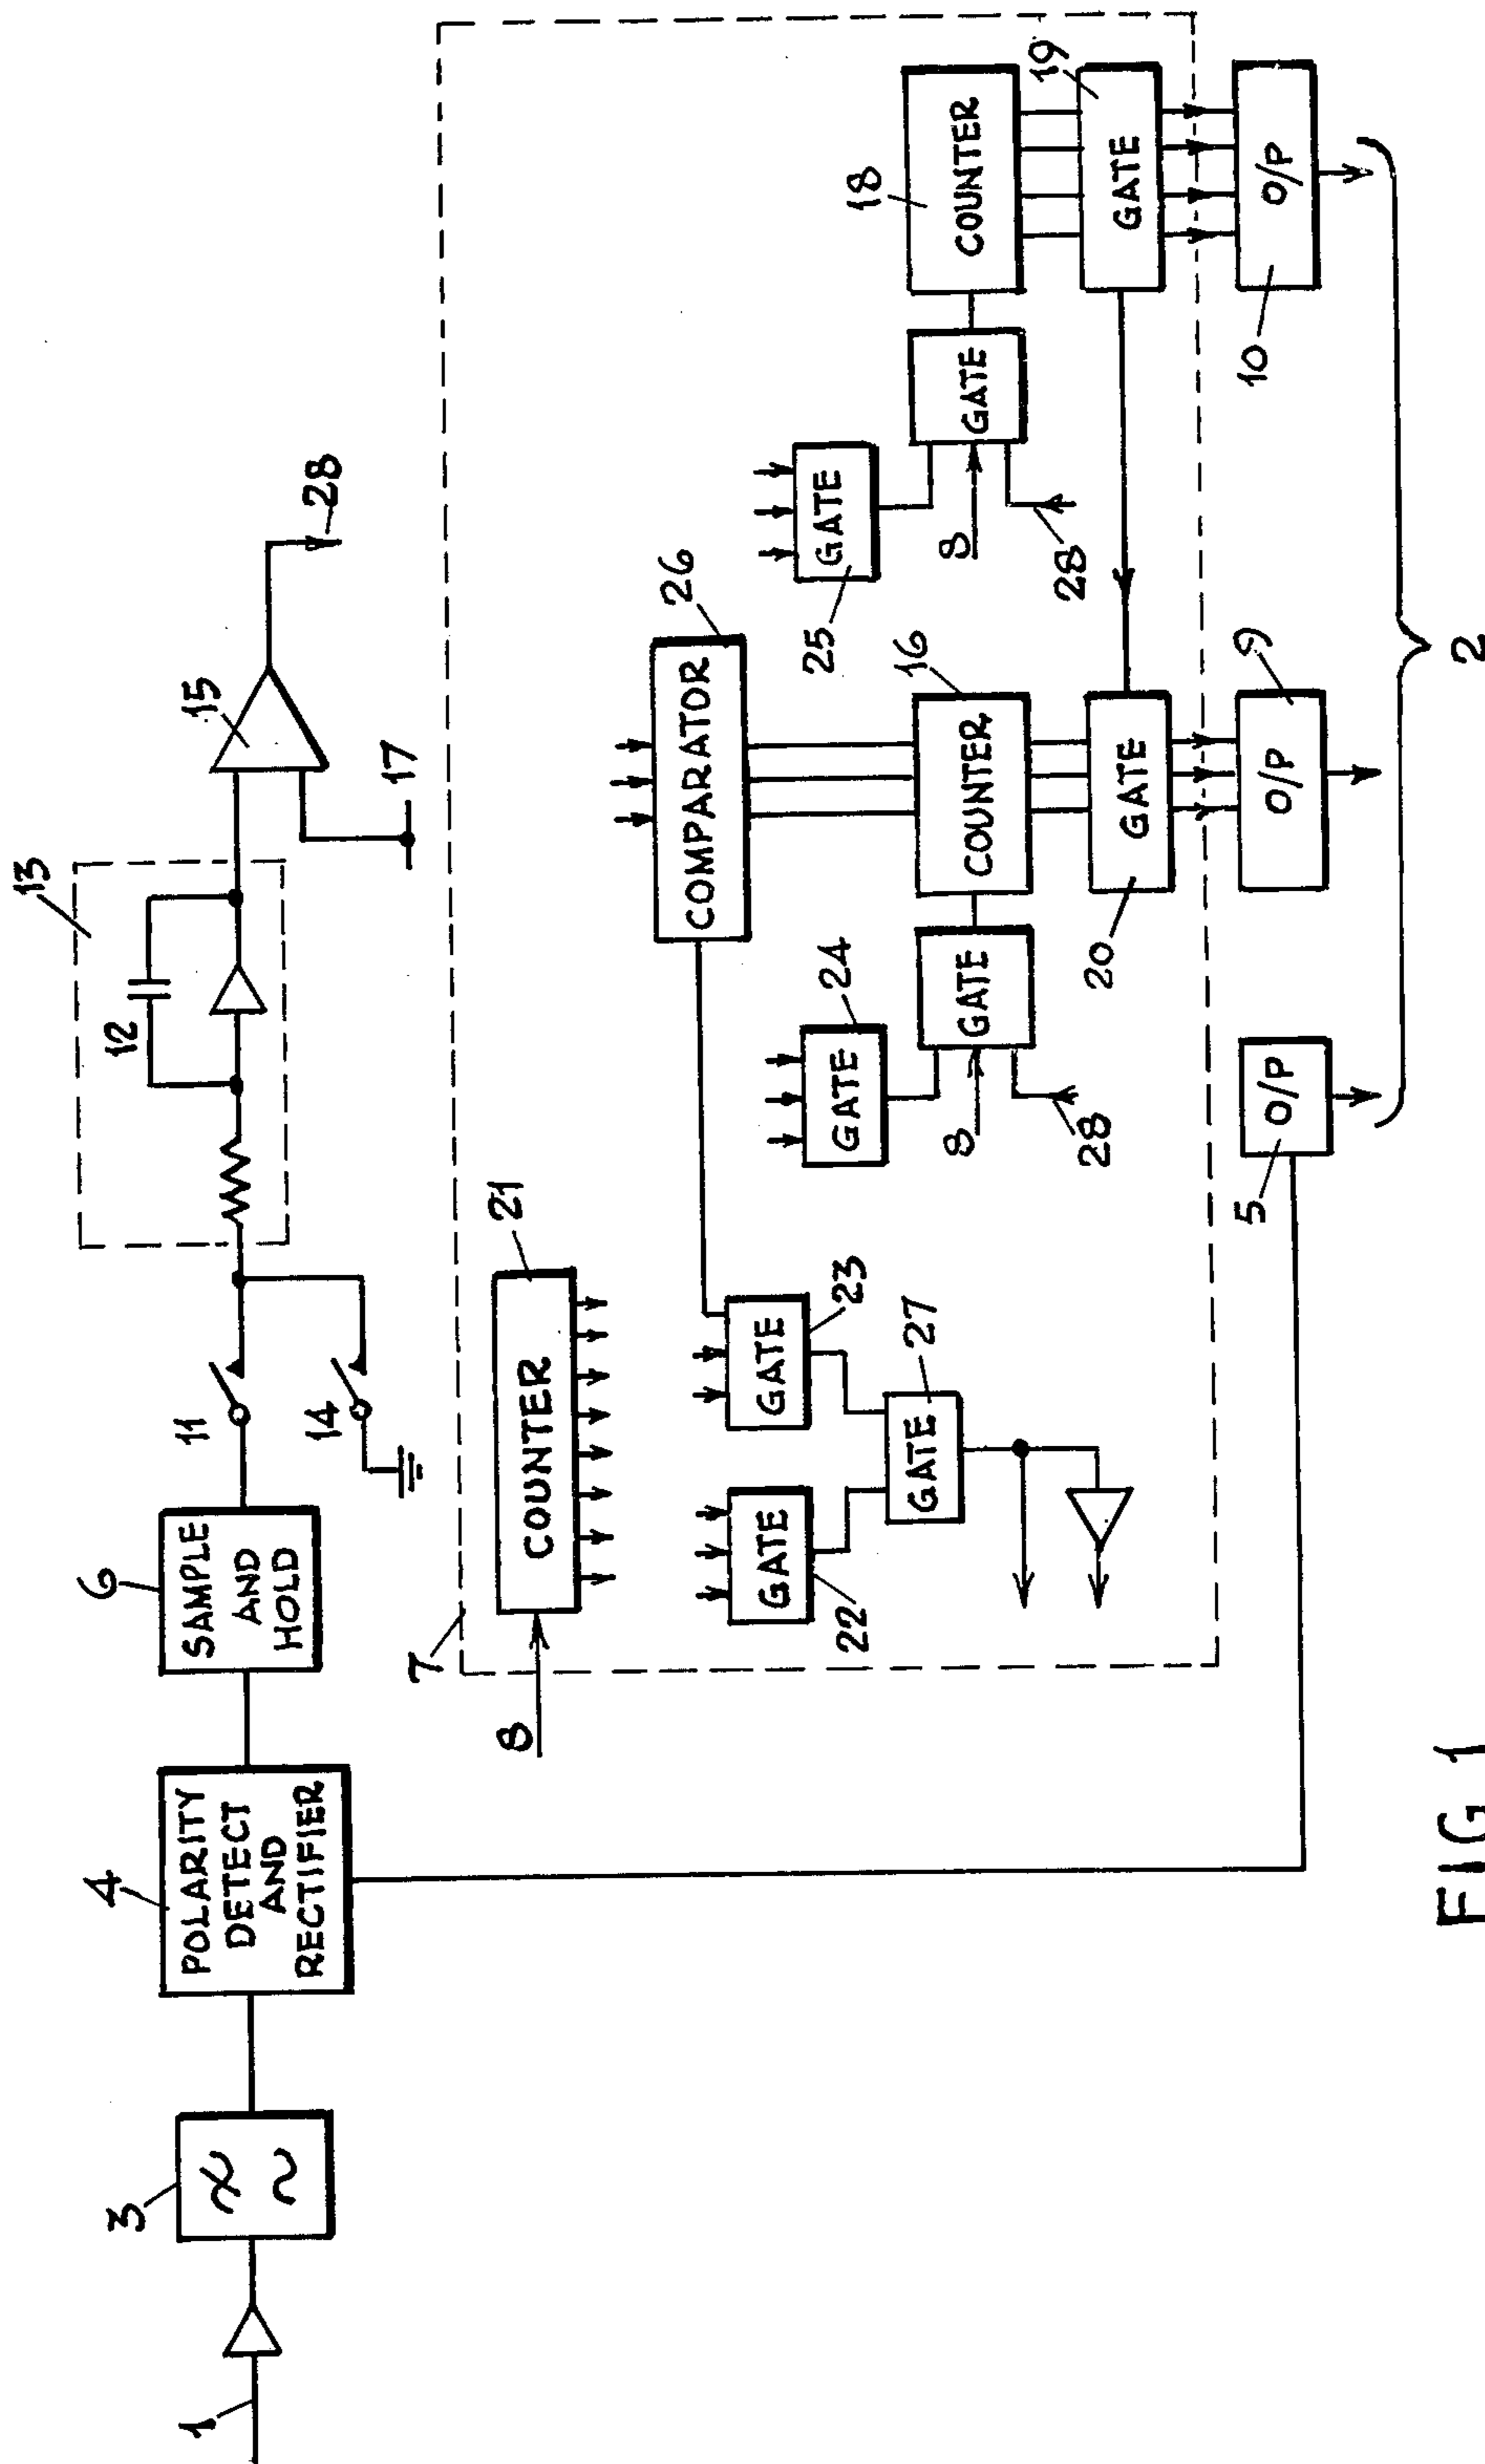 13
12
15
28
17
6
SAMPLE
AND
HOLD
11
14
4
POLARITY
DETECT
AND
RECTIFIER
3
1
7
8
21
COUNTER
22
GATE
GATE
23
27
GATE
26
COMPARATOR
24
GATE
8
28
GATE
16
COUNTER
20
GATE
25
GATE
8
28
GATE
18
COUNTER
19
GATE
5
O/P
9
O/P
10
O/P
2
FIG 1